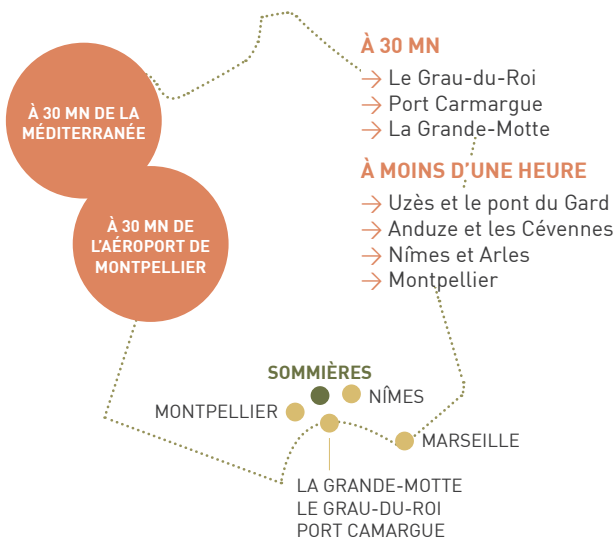 À 30 MN DE LA
MÉDITERRANÉE
À 30 MN DE
L'AÉROPORT DE
MONTPELLIER
À 30 MN
→ Le Grau-du-Roi
→ Port Carmargue
→ La Grande-Motte
À MOINS D'UNE HEURE
→ Uzès et le pont du Gard
→ Anduze et les Cévennes
→ Nîmes et Arles
→ Montpellier
SOMMIÈRES
NÎMES
MONTPELLIER
MARSEILLE
LA GRANDE-MOTTE
LE GRAU-DU-ROI
PORT CAMARGUE